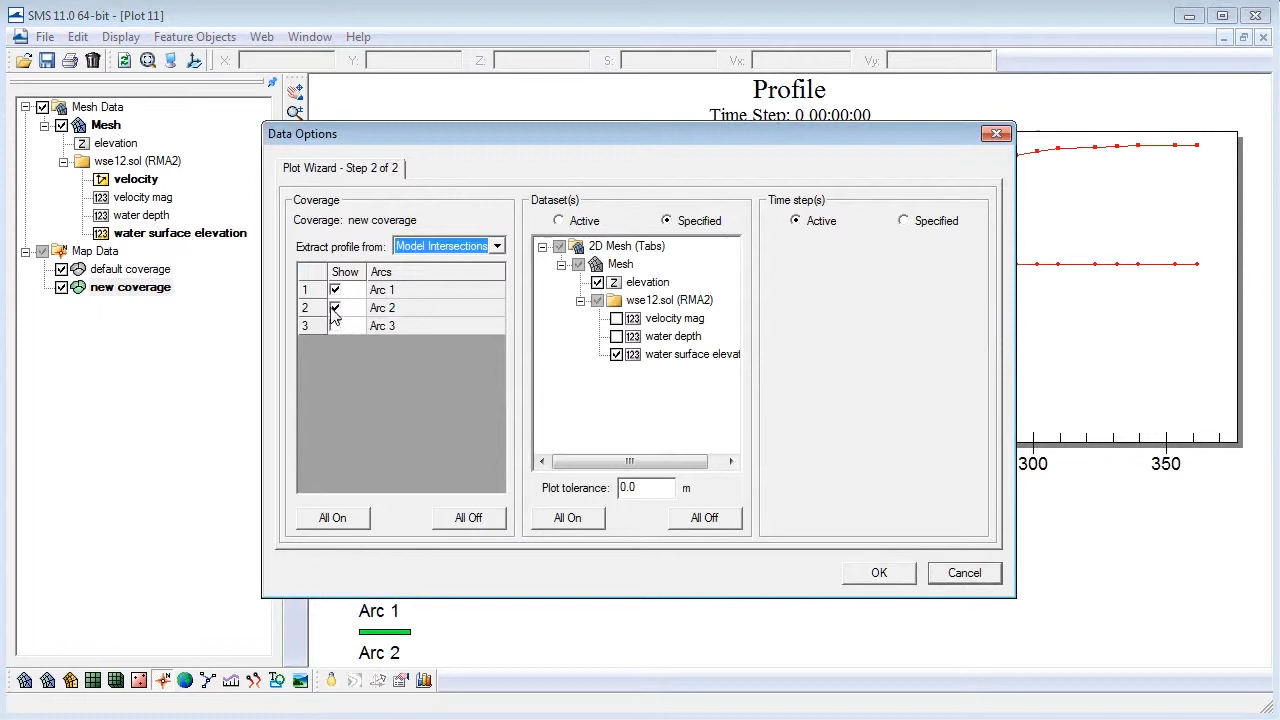 SMS 11.0 64-bit - [Plot 11]
File Edit Display Feature Objects Web Window Help
X: Y: Z: S: Vx: Vy:
Mesh Data
Mesh
elevation
wse12.sol (RMA2)
velocity
velocity mag
water depth
water surface elevation
Map Data
default coverage
new coverage
Profile
Time Step: 0 00:00:00
Data Options
Plot Wizard - Step 2 of 2
Coverage
Coverage: new coverage
Extract profile from: Model Intersections
Show Arcs
1 Arc 1
2 Arc 2
3 Arc 3
All On All Off
Dataset(s)
Active Specified
2D Mesh (Tabs)
Mesh
Z elevation
wse12.sol (RMA2)
123 velocity mag
123 water depth
123 water surface elevat
Plot tolerance: 0.0 m
All On All Off
Time step(s)
Active Specified
OK Cancel
300 350
Arc 1
Arc 2